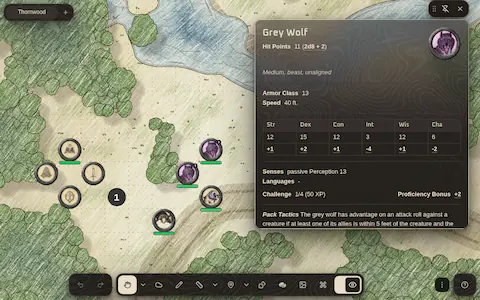 Thornwood +
Grey Wolf
Hit Points 11 (2d8 + 2)
Medium, beast, unaligned
Armor Class 13
Speed 40 ft.
Str Dex Con Int Wis Cha
12 15 12 3 12 6
+1 +2 +1 -4 +1 -2
Senses passive Perception 13
Languages -
Challenge 1/4 (50 XP) Proficiency Bonus +2
Pack Tactics The grey wolf has advantage on an attack roll against a
creature if at least one of its allies is within 5 feet of the creature and the
1